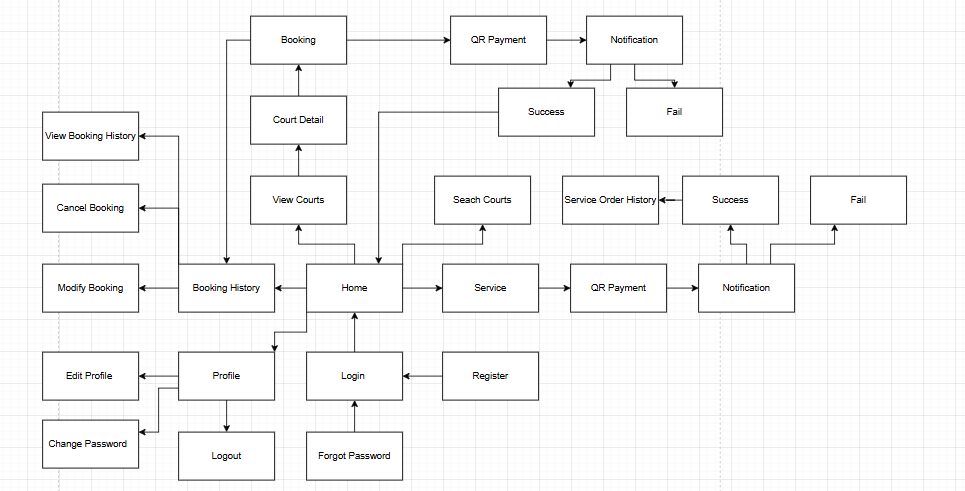 Booking
QR Payment
Notification
Court Detail
Success
Fail
View Booking History
Cancel Booking
View Courts
Seach Courts
Service Order History
Success
Fail
Modify Booking
Booking History
Home
Service
QR Payment
Notification
Edit Profile
Profile
Login
Register
Change Password
Logout
Forgot Password